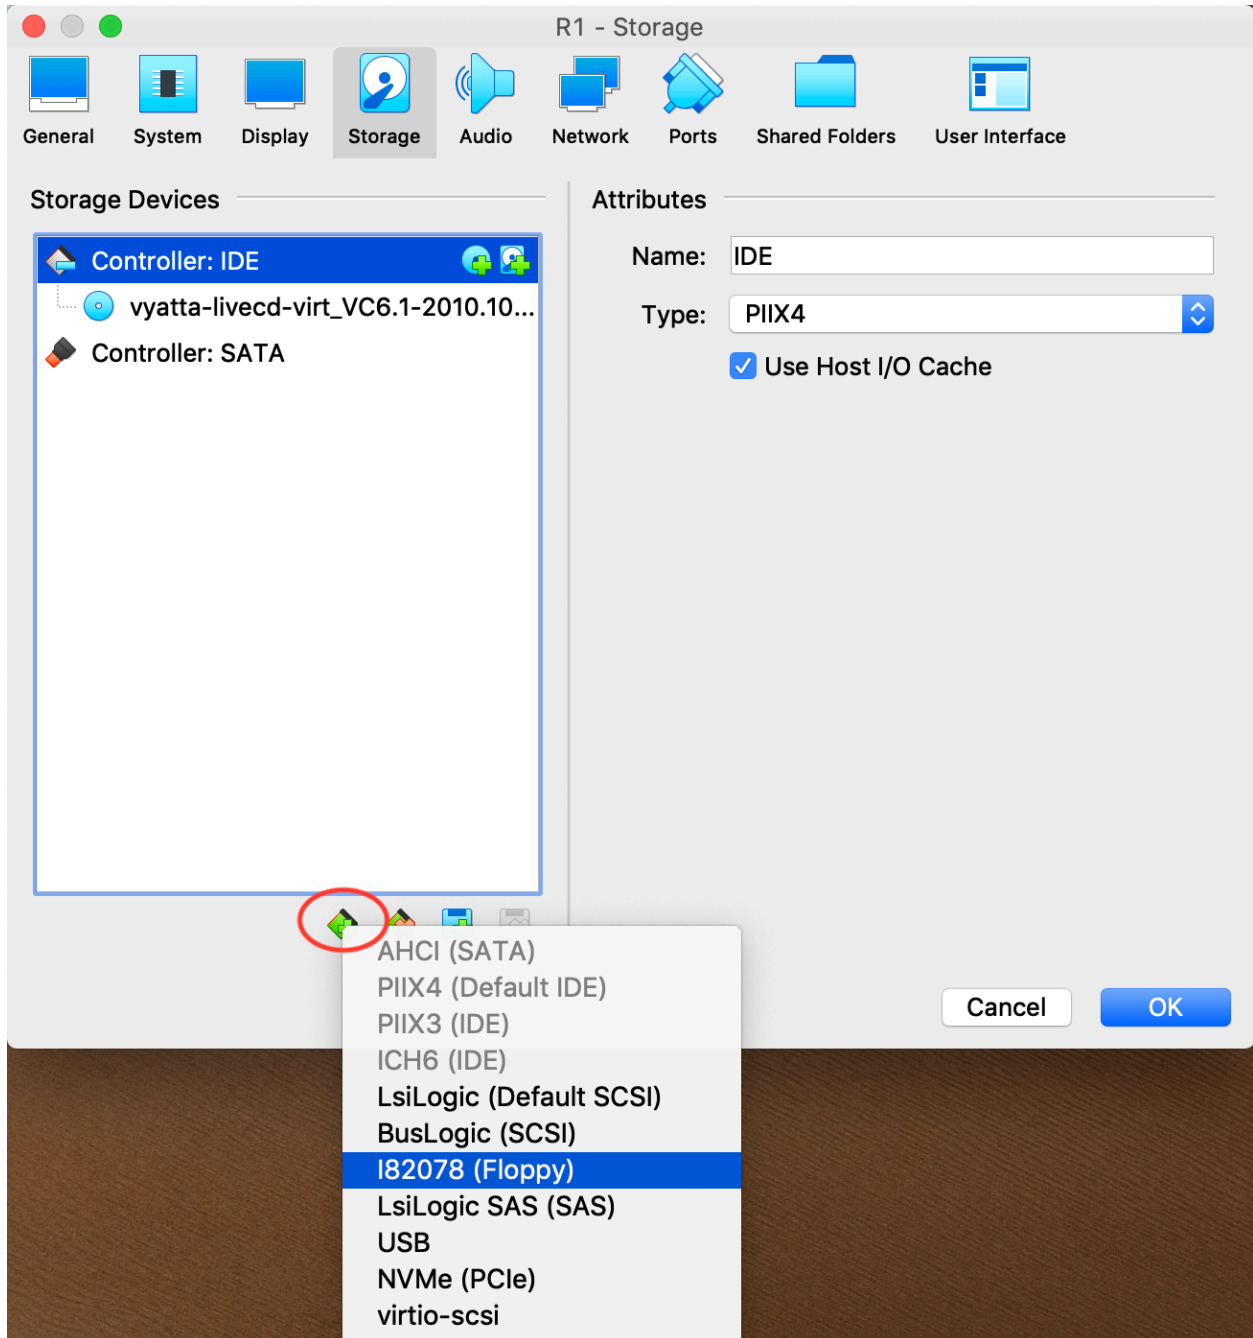 R1 - Storage
General System Display Storage Audio Network Ports Shared Folders User Interface
Storage Devices
Controller: IDE
vyatta-livecd-virt_VC6.1-2010.10...
Controller: SATA
Attributes
Name: IDE
Type: PIIX4
Use Host I/O Cache
AHCI (SATA)
PIIX4 (Default IDE)
PIIX3 (IDE)
ICH6 (IDE)
LsiLogic (Default SCSI)
BusLogic (SCSI)
I82078 (Floppy)
LsiLogic SAS (SAS)
USB
NVMe (PCIe)
virtio-scsi
Cancel OK